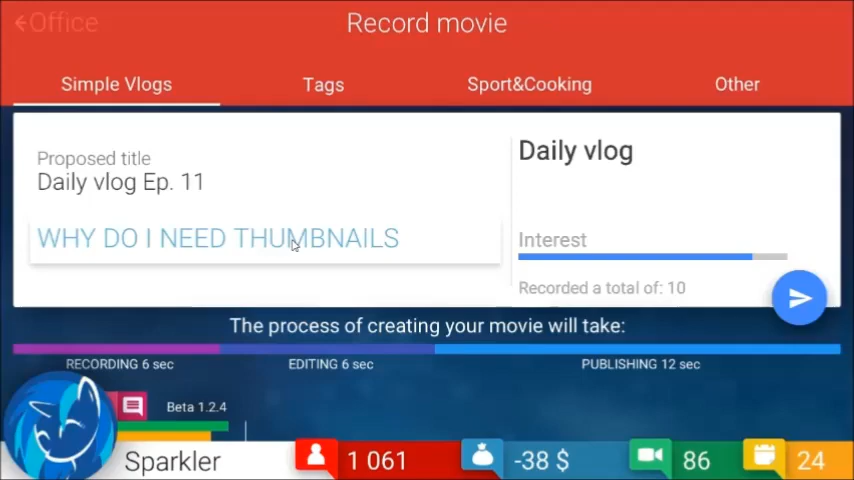 Office
Record movie
Simple Vlogs
Tags
Sport&Cooking
Other
Proposed title
Daily vlog Ep. 11
WHY DO I NEED THUMBNAILS
Daily vlog
Interest
Recorded a total of: 10
The process of creating your movie will take:
RECORDING 6 sec
EDITING 6 sec
PUBLISHING 12 sec
Beta 1.2.4
Sparkler
1 061
-38 $
86
24